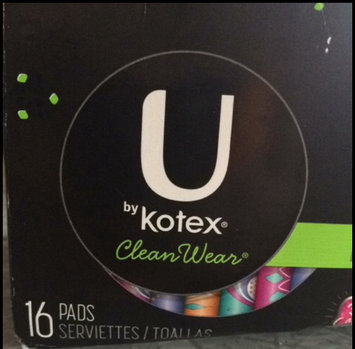 U
by Kotex®
CleanWear®
16 PADS
SERVIETTES / TOALLAS